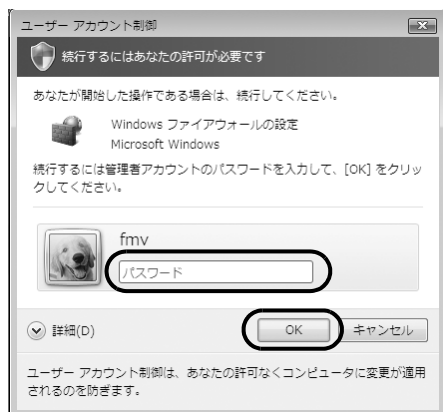 ユーザー アカウント制御
続行するにはあなたの許可が必要です
あなたが開始した操作である場合は、続行してください。
Windows ファイアウォールの設定
Microsoft Windows
続行するには管理者アカウントのパスワードを入力して、[OK] をクリッ
クしてください。
fmv
パスワード
詳細(D)
OK
キャンセル
ユーザー アカウント制御は、あなたの許可なくコンピュータに変更が適用
されるのを防ぎます。